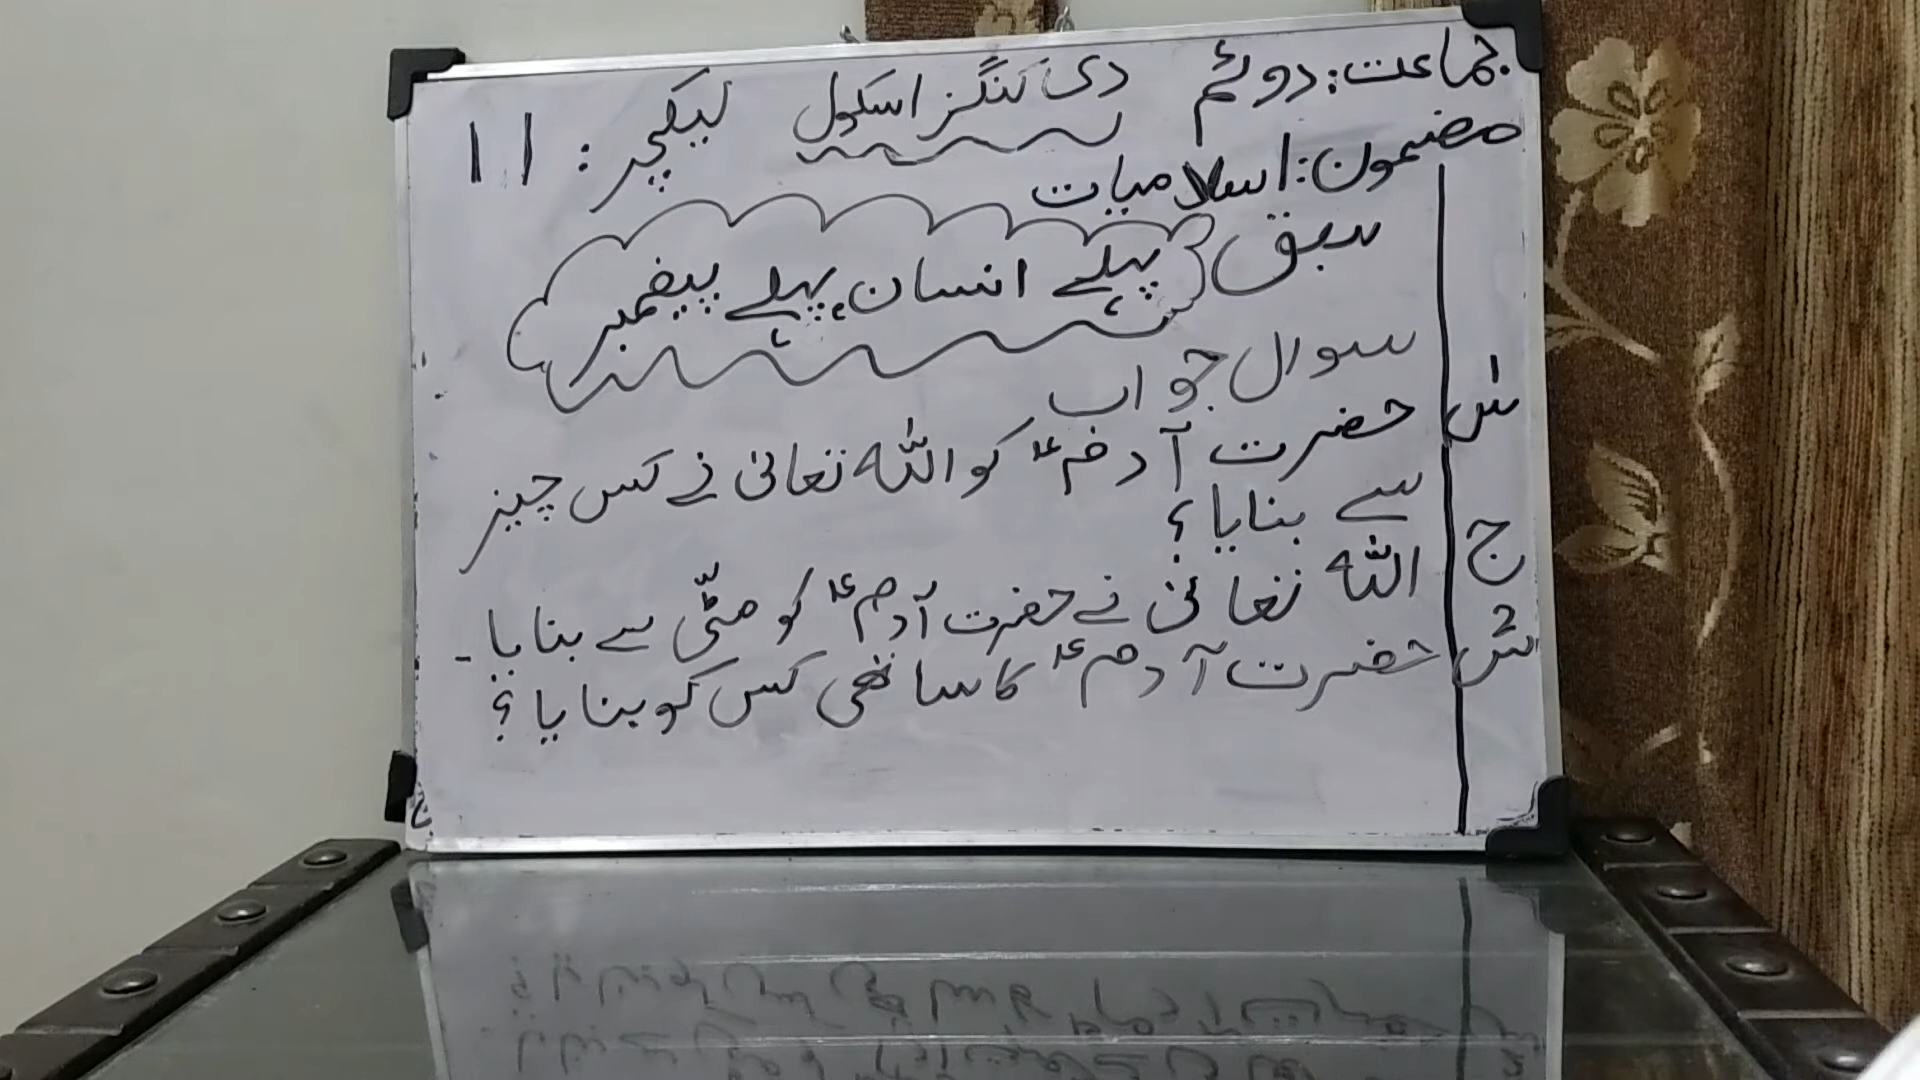 جماعت: دوئم دی کنگز اسکول لیکچر: 11
مضمون: اسلامیات
سبق پہلے انسان، پہلے پیغمبر
سوال جواب
س1 حضرت آدمؑ کو اللہ تعالیٰ نے کس چیز
سے بنایا؟
ج اللہ تعالیٰ نے حضرت آدمؑ کو مٹّی سے بنایا۔
س2 حضرت آدمؑ کا ساتھی کس کو بنایا؟